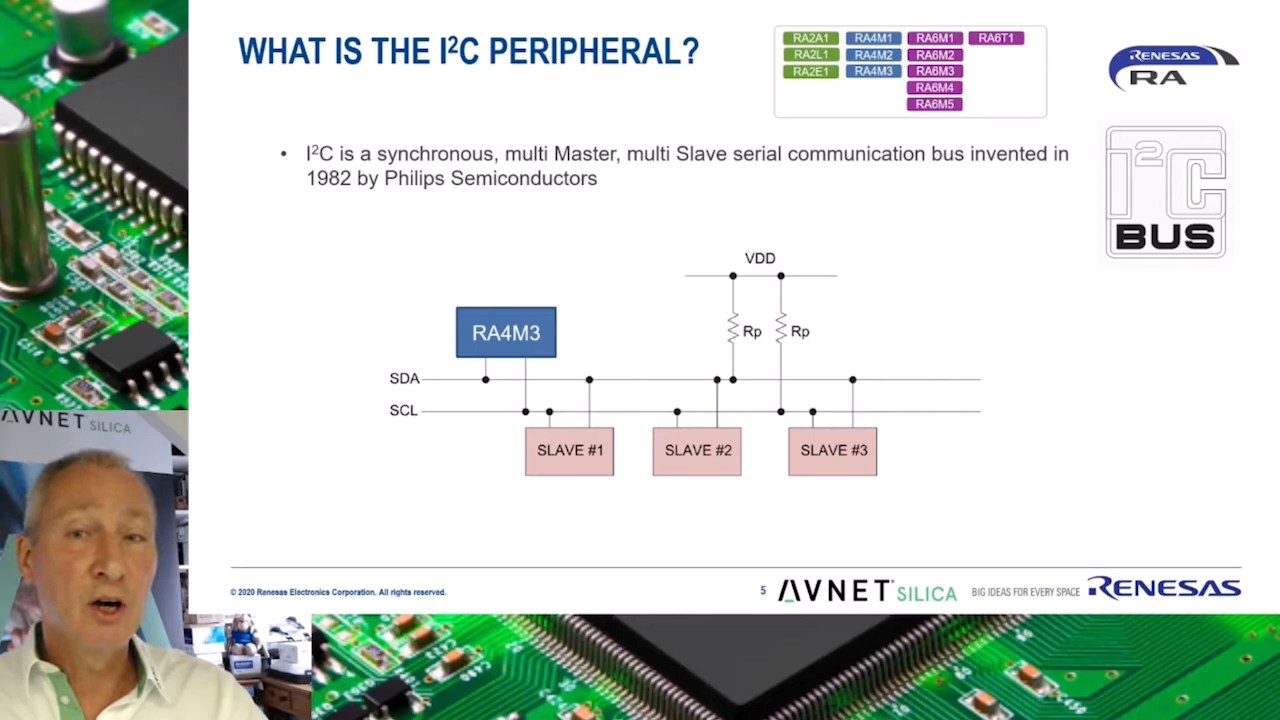 WHAT IS THE I²C PERIPHERAL?
RA2A1 RA4M1 RA6M1 RA6T1
RA2L1 RA4M2 RA6M2
RA2E1 RA4M3 RA6M3
RA6M4
RA6M5
RENESAS
RA
• I²C is a synchronous, multi Master, multi Slave serial communication bus invented in
1982 by Philips Semiconductors
I²C
BUS
VDD
RA4M3
Rp Rp
SDA
SCL
SLAVE #1 SLAVE #2 SLAVE #3
AVNET SILICA
© 2020 Renesas Electronics Corporation. All rights reserved.
5
AVNET SILICA
BIG IDEAS FOR EVERY SPACE RENESAS